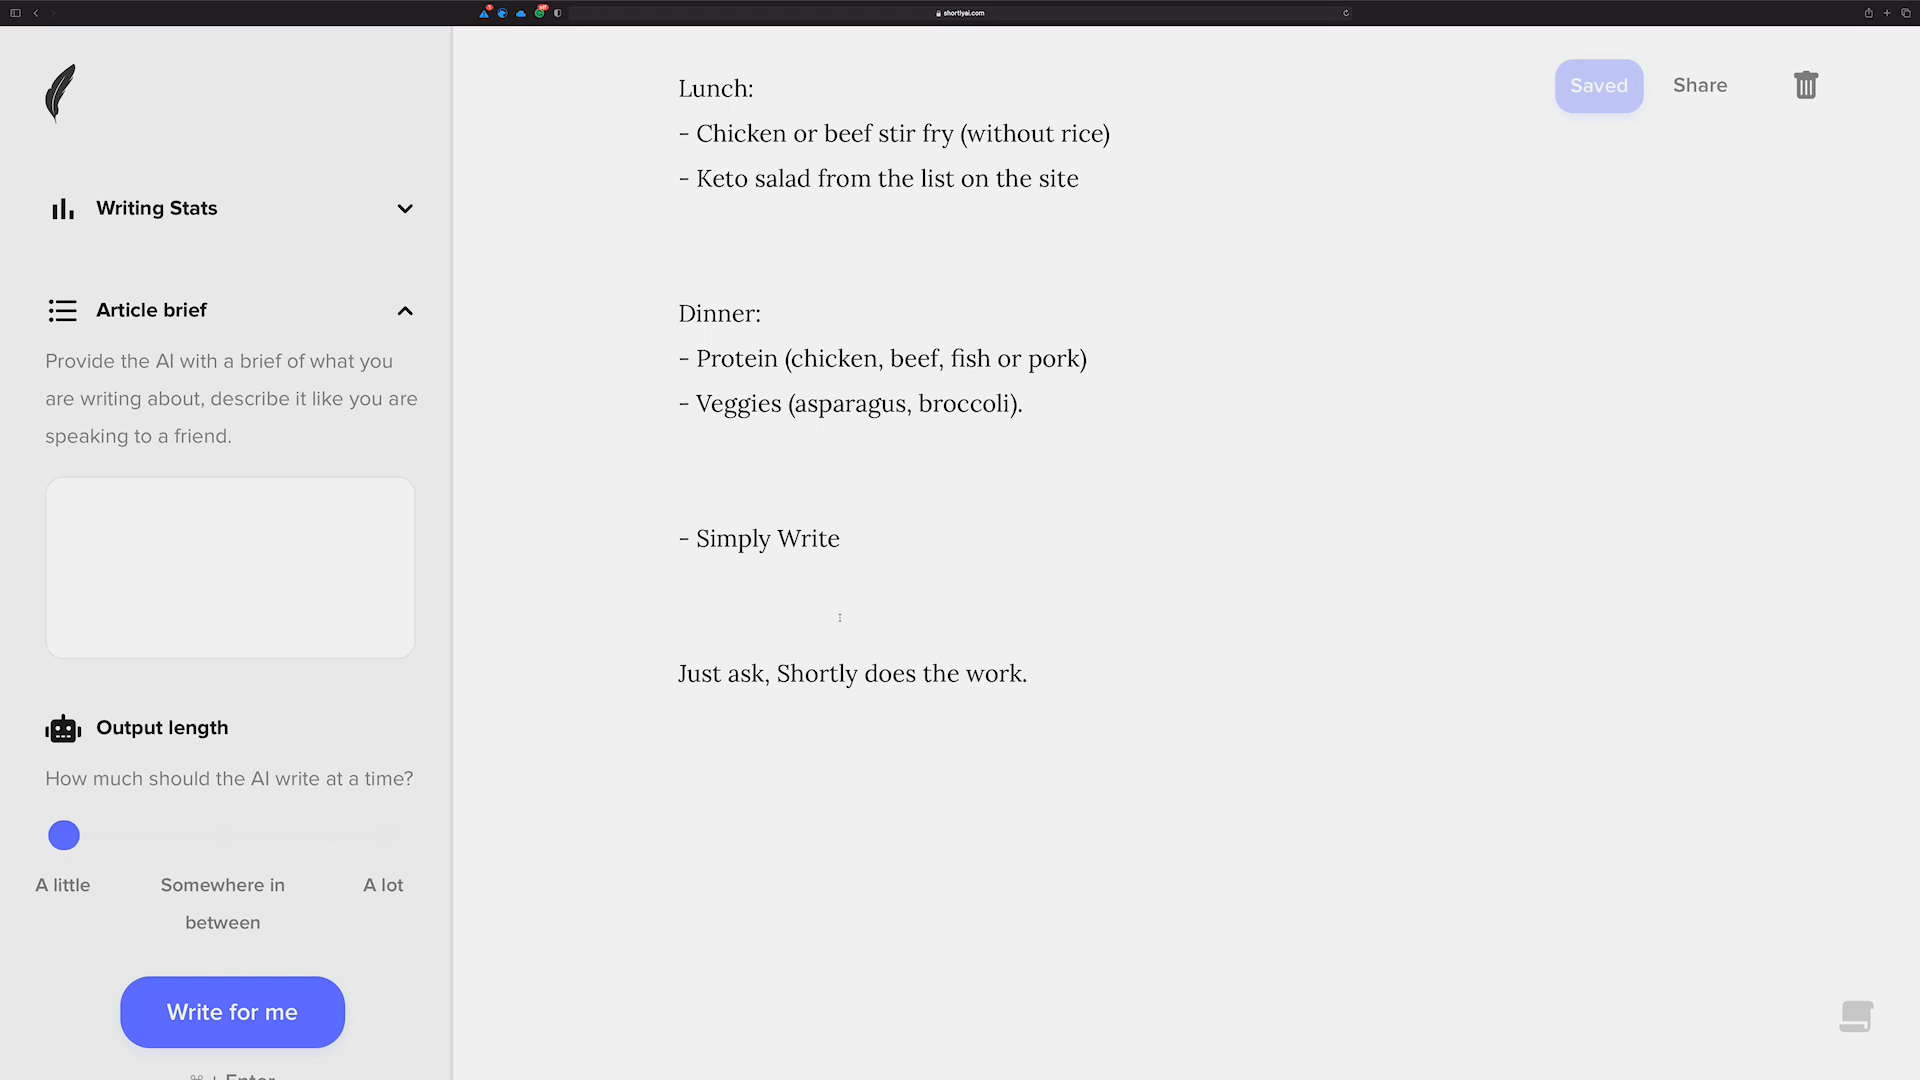 shortlyai.com
Saved
Share
Writing Stats
Article brief
Provide the AI with a brief of what you
are writing about, describe it like you are
speaking to a friend.
Output length
How much should the AI write at a time?
A little
Somewhere in
between
A lot
Write for me
⌘ + Enter
Lunch:
- Chicken or beef stir fry (without rice)
- Keto salad from the list on the site
Dinner:
- Protein (chicken, beef, fish or pork)
- Veggies (asparagus, broccoli).
- Simply Write
Just ask, Shortly does the work.